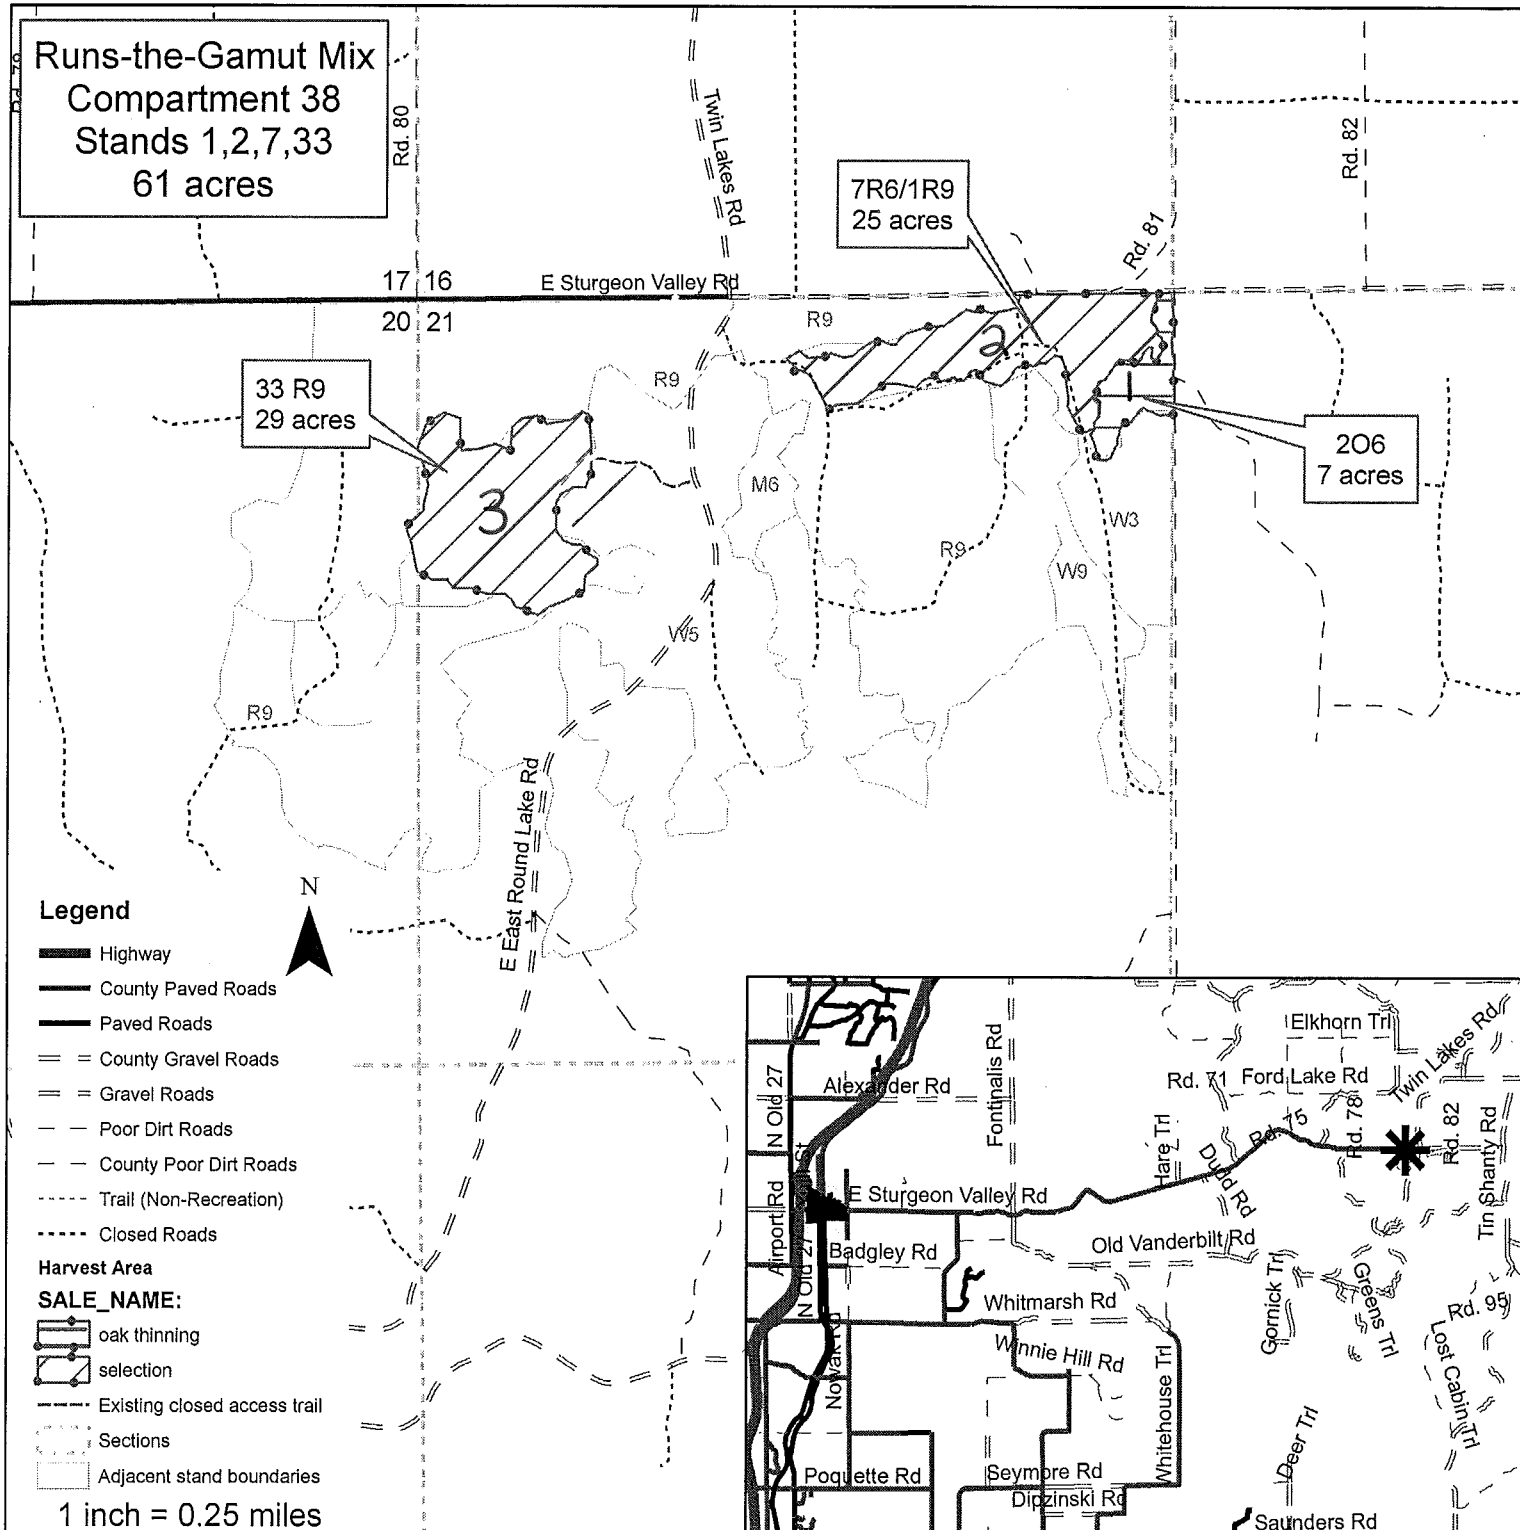 Runs-the-Gamut Mix
Compartment 38
Stands 1,2,7,33
61 acres
Rd. 80
Twin Lakes Rd
Rd. 82
7R6/1R9
25 acres
Rd. 81
17 16
E Sturgeon Valley Rd
20 21
R9
2
33 R9
29 acres
R9
1
2O6
7 acres
3
M6
W3
R9
W9
W5
R9
E East Round Lake Rd
N
Legend
Highway
County Paved Roads
Paved Roads
County Gravel Roads
Gravel Roads
Poor Dirt Roads
County Poor Dirt Roads
Trail (Non-Recreation)
Closed Roads
Harvest Area
SALE_NAME:
oak thinning
selection
Existing closed access trail
Sections
Adjacent stand boundaries
1 inch = 0.25 miles
Elkhorn Trl
Twin Lakes Rd
Fontinalis Rd
N Old 27
Alexander Rd
Rd. 71
Ford Lake Rd
Rd. 75
Rd. 78
Rd. 82
Hare Trl
Dudd Rd
Tin Shanty Rd
Airport Rd
E Sturgeon Valley Rd
N Old 27
Badgley Rd
Old Vanderbilt Rd
Gornick Trl
Greens Trl
Rd. 95
Whitmarsh Rd
Winnie Hill Rd
Nowak Rd
Whitehouse Trl
Lost Cabin Trl
Deer Trl
Poquette Rd
Seymore Rd
Dipzinski Rd
Saunders Rd